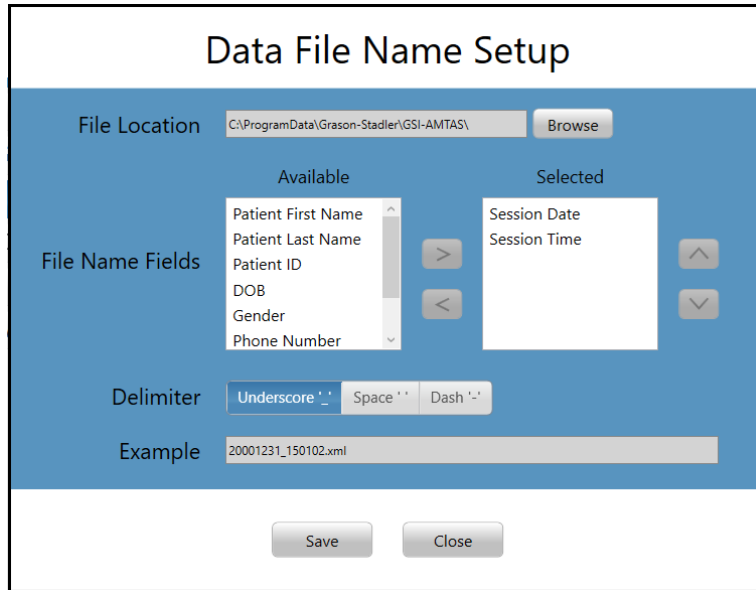 Data File Name Setup
File Location
C:\ProgramData\Grason-Stadler\GSI-AMTAS\
Browse
Available
Selected
File Name Fields
Patient First Name
Patient Last Name
Patient ID
DOB
Gender
Phone Number
>
<
Session Date
Session Time
Delimiter
Underscore '_'
Space ' '
Dash '-'
Example
20001231_150102.xml
Save
Close